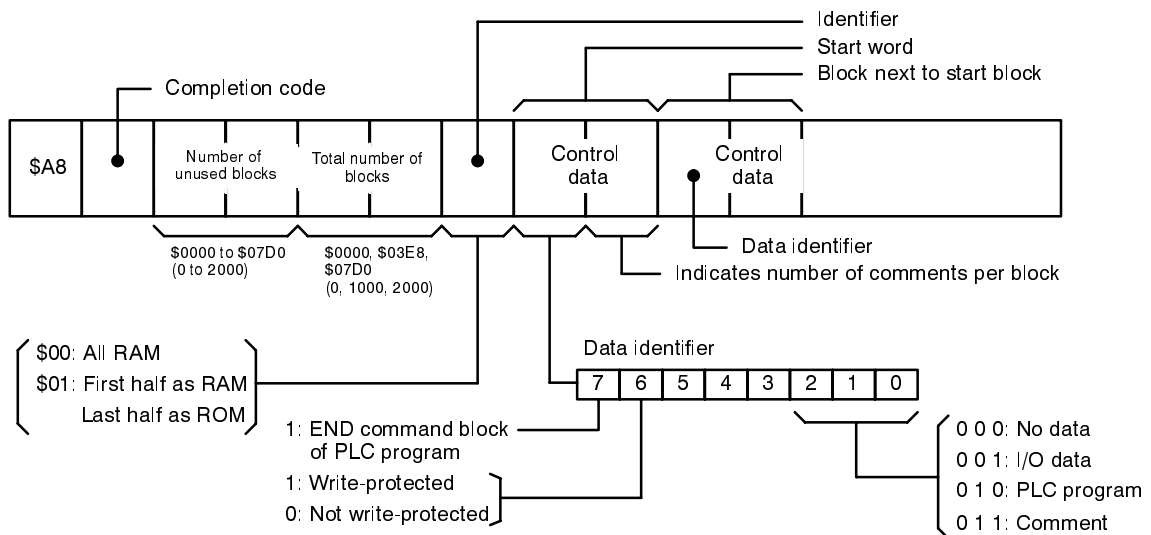 Identifier
Start word
Block next to start block
Completion code
$A8
Number of
unused blocks
Total number of
blocks
Control
data
Control
data
$0000 to $07D0
(0 to 2000)
$0000, $03E8,
$07D0
(0, 1000, 2000)
Data identifier
Indicates number of comments per block
$00: All RAM
$01: First half as RAM
Last half as ROM
Data identifier
7 6 5 4 3 2 1 0
1: END command block
of PLC program
1: Write-protected
0: Not write-protected
0 0 0: No data
0 0 1: I/O data
0 1 0: PLC program
0 1 1: Comment